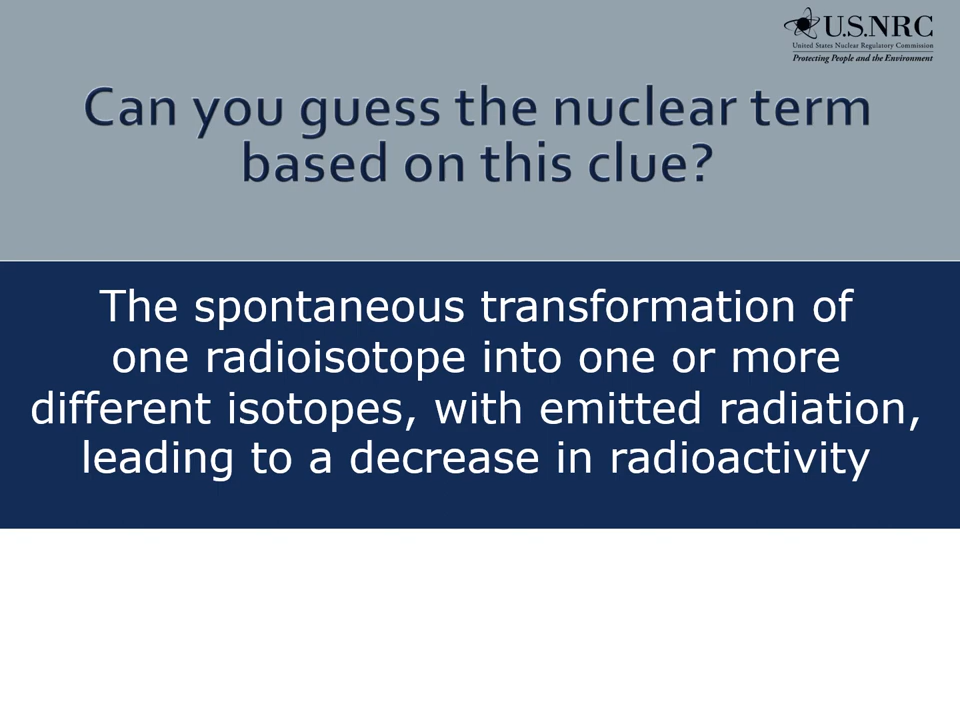 U.S.NRC
United States Nuclear Regulatory Commission
Protecting People and the Environment
Can you guess the nuclear term
based on this clue?
The spontaneous transformation of
one radioisotope into one or more
different isotopes, with emitted radiation,
leading to a decrease in radioactivity